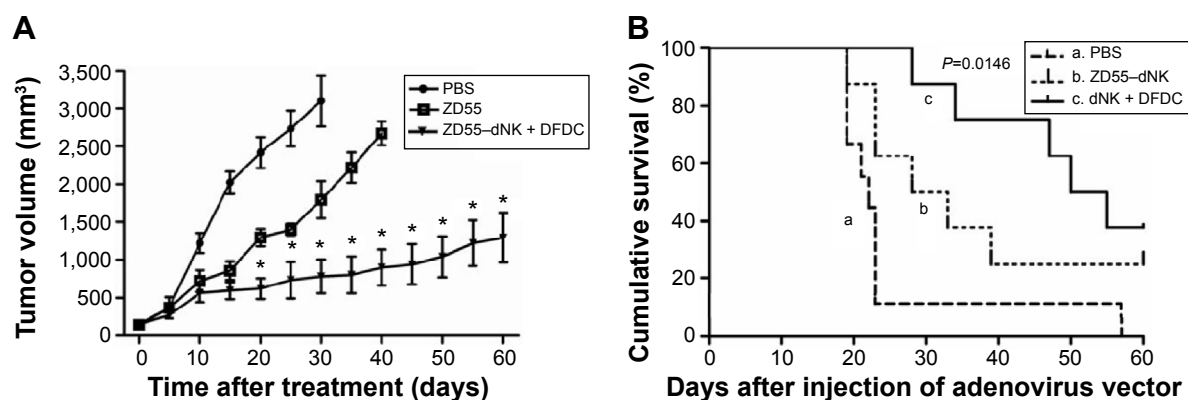 A
Tumor volume (mm³)
3,500
3,000
2,500
2,000
1,500
1,000
500
0
PBS
ZD55
ZD55–dNK + DFDC
* * * * * * * * *
0 10 20 30 40 50 60
Time after treatment (days)
B
Cumulative survival (%)
100
80
60
40
20
0
P=0.0146
a. PBS
b. ZD55–dNK
c. dNK + DFDC
c
a
b
0 10 20 30 40 50 60
Days after injection of adenovirus vector